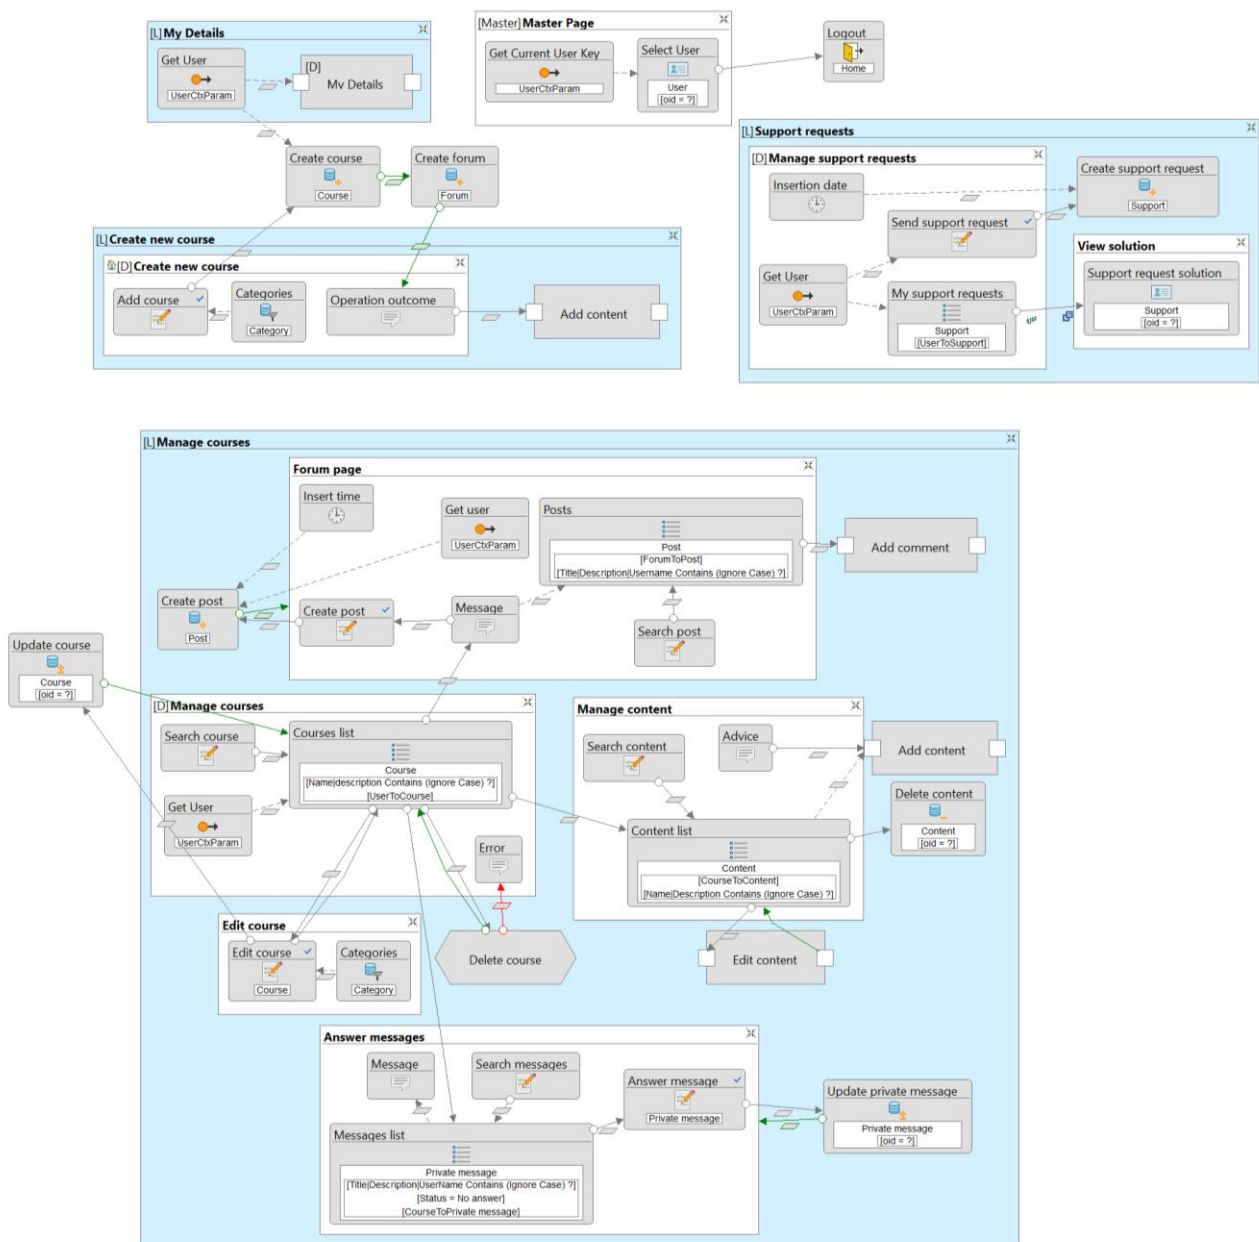 [L] My Details
Get User
UserCtxParam
[D]
My Details
[Master] Master Page
Get Current User Key
UserCtxParam
Select User
User
[oid = ?]
Logout
Home
Create course
Course
Create forum
Forum
[L] Create new course
[D] Create new course
Add course
Categories
Category
Operation outcome
Add content
[L] Support requests
[D] Manage support requests
Insertion date
Create support request
Support
Send support request
Get User
UserCtxParam
My support requests
Support
[UserToSupport]
View solution
Support request solution
Support
[oid = ?]
[L] Manage courses
Forum page
Insert time
Get user
UserCtxParam
Posts
Post
[ForumToPost]
[Title|Description|Username Contains (Ignore Case) ?]
Add comment
Create post
Post
Create post
Message
Search post
Update course
Course
[oid = ?]
[D] Manage courses
Search course
Courses list
Course
[Name|description Contains (Ignore Case) ?]
[UserToCourse]
Get User
UserCtxParam
Error
Manage content
Search content
Advice
Add content
Delete content
Content
[oid = ?]
Content list
Content
[CourseToContent]
[Name|Description Contains (Ignore Case) ?]
Edit course
Edit course
Course
Categories
Category
Delete course
Edit content
Answer messages
Message
Search messages
Answer message
Private message
Update private message
Private message
[oid = ?]
Messages list
Private message
[Title|Description|UserName Contains (Ignore Case) ?]
[Status = No answer]
[CourseToPrivate message]